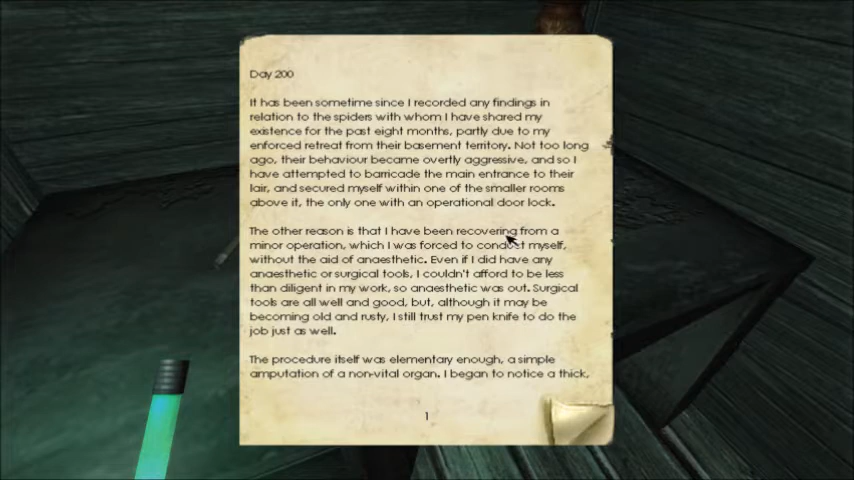 Day 200
It has been sometime since I recorded any findings in
relation to the spiders with whom I have shared my
existence for the past eight months, partly due to my
enforced retreat from their basement territory. Not too long
ago, their behaviour became overtly aggressive, and so I
have attempted to barricade the main entrance to their
lair, and secured myself within one of the smaller rooms
above it, the only one with an operational door lock.
The other reason is that I have been recovering from a
minor operation, which I was forced to conduct myself,
without the aid of anaesthetic. Even if I did have any
anaesthetic or surgical tools, I couldn't afford to be less
than diligent in my work, so anaesthetic was out. Surgical
tools are all well and good, but, although it may be
becoming old and rusty, I still trust my pen knife to do the
job just as well.
The procedure itself was elementary enough, a simple
amputation of a non-vital organ. I began to notice a thick,
1